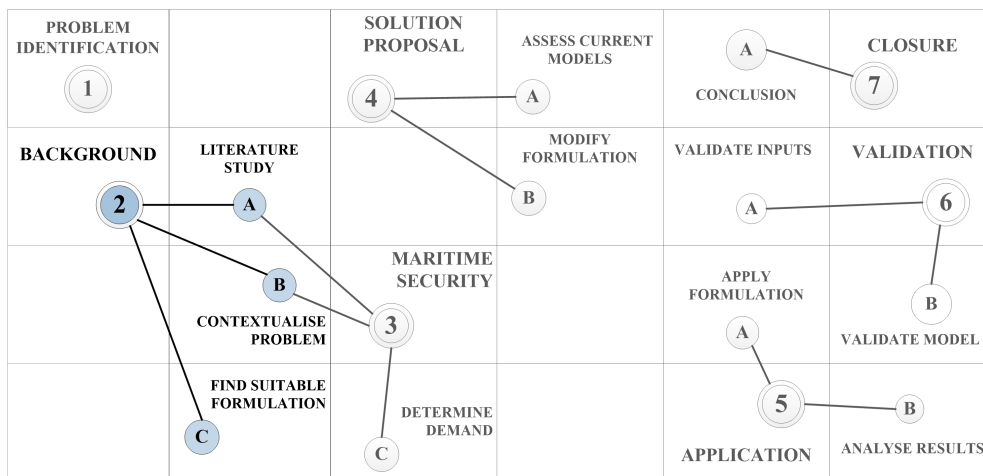 PROBLEM
IDENTIFICATION
1
BACKGROUND
2
LITERATURE
STUDY
A
B
CONTEXTUALISE
PROBLEM
FIND SUITABLE
FORMULATION
C
MARITIME
SECURITY
3
DETERMINE
DEMAND
C
SOLUTION
PROPOSAL
4
ASSESS CURRENT
MODELS
A
MODIFY
FORMULATION
B
APPLY
FORMULATION
A
5
APPLICATION
B
ANALYSE RESULTS
VALIDATION
6
VALIDATE INPUTS
A
B
VALIDATE MODEL
CLOSURE
7
A
CONCLUSION